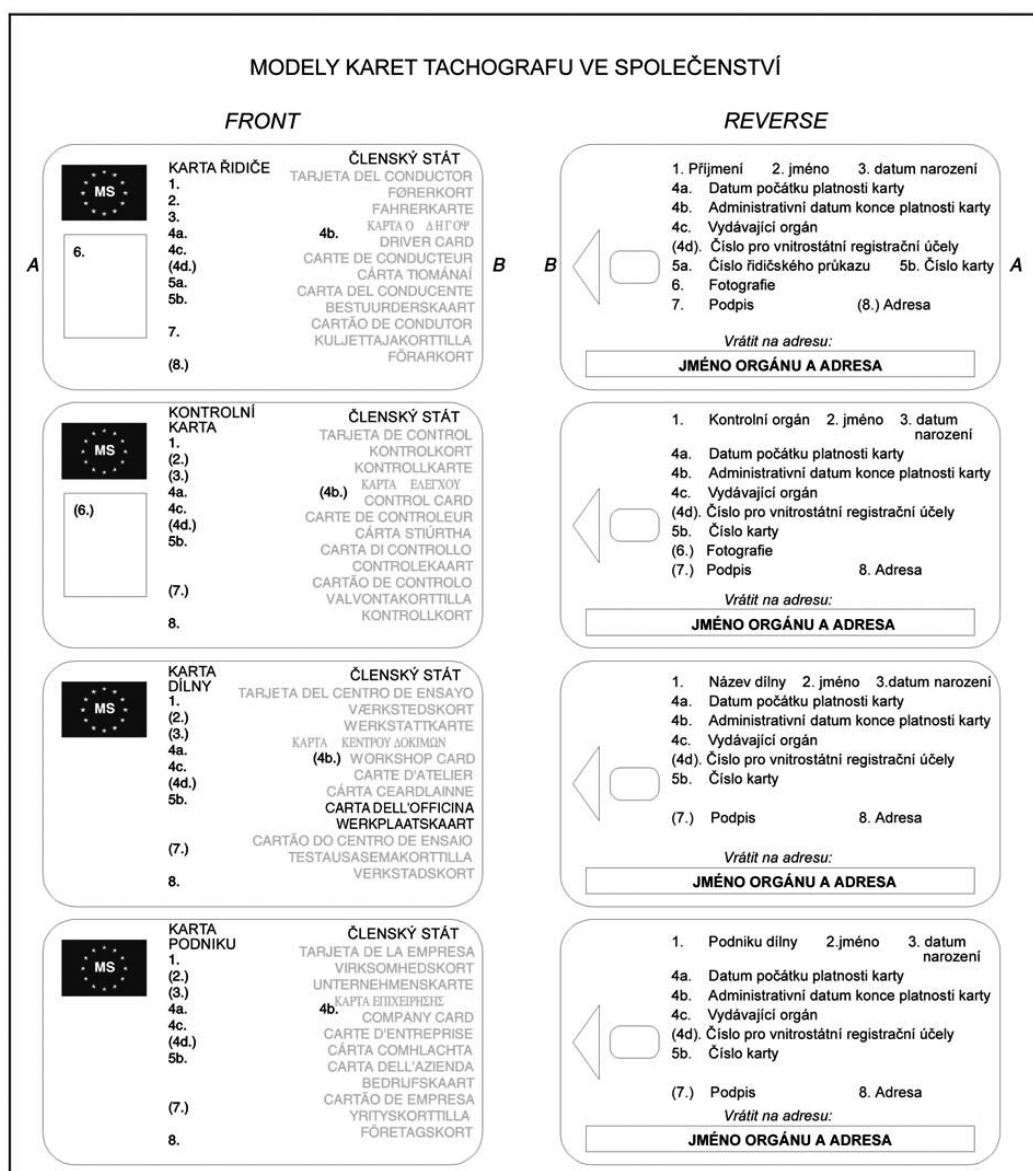 MODELY KARET TACHOGRAFU VE SPOLEČENSTVÍ
FRONT
REVERSE
A
B
B
A
MS
KARTA ŘIDIČE
ČLENSKÝ STÁT
1.
2.
3.
4a.
4b.
4c.
(4d.)
5a.
5b.
6.
7.
(8.)
TARJETA DEL CONDUCTOR
FØRERKORT
FAHRERKARTE
ΚΑΡΤΑ Ο ΔΗΓΟΨ
DRIVER CARD
CARTE DE CONDUCTEUR
CÁRTA TIOMÁNAÍ
CARTA DEL CONDUCENTE
BESTUURDERSKAART
CARTÃO DE CONDUTOR
KULJETTAJAKORTTILLA
FÖRARKORT
1. Příjmení 2. jméno 3. datum narození
4a. Datum počátku platnosti karty
4b. Administrativní datum konce platnosti karty
4c. Vydávající orgán
(4d). Číslo pro vnitrostátní registrační účely
5a. Číslo řidičského průkazu 5b. Číslo karty
6. Fotografie
7. Podpis (8.) Adresa
Vrátit na adresu:
JMÉNO ORGÁNU A ADRESA
MS
KONTROLNÍ
KARTA
ČLENSKÝ STÁT
1.
(2.)
(3.)
4a.
(4b.)
4c.
(4d.)
5b.
(6.)
(7.)
8.
TARJETA DE CONTROL
KONTROLKORT
KONTROLLKARTE
ΚΑΡΤΑ ΕΛΕΓΧΟΥ
CONTROL CARD
CARTE DE CONTROLEUR
CÁRTA STIÚRTHA
CARTA DI CONTROLLO
CONTROLEKAART
CARTÃO DE CONTROLO
VALVONTAKORTTILLA
KONTROLLKORT
1. Kontrolní orgán 2. jméno 3. datum
narození
4a. Datum počátku platnosti karty
4b. Administrativní datum konce platnosti karty
4c. Vydávající orgán
(4d). Číslo pro vnitrostátní registrační účely
5b. Číslo karty
(6.) Fotografie
(7.) Podpis 8. Adresa
Vrátit na adresu:
JMÉNO ORGÁNU A ADRESA
MS
KARTA
DÍLNY
ČLENSKÝ STÁT
1.
(2.)
(3.)
4a.
(4b.)
4c.
(4d.)
5b.
(7.)
8.
TARJETA DEL CENTRO DE ENSAYO
VÆRKSTEDSKORT
WERKSTATTKARTE
ΚΑΡΤΑ ΚΕΝΤΡΟΥ ΔΟΚΙΜΩΝ
WORKSHOP CARD
CARTE D'ATELIER
CÁRTA CEARDLAINNE
CARTA DELL'OFFICINA
WERKPLAATSKAART
CARTÃO DO CENTRO DE ENSAIO
TESTAUSASEMAKORTTILLA
VERKSTADSKORT
1. Název dílny 2. jméno 3.datum narození
4a. Datum počátku platnosti karty
4b. Administrativní datum konce platnosti karty
4c. Vydávající orgán
(4d). Číslo pro vnitrostátní registrační účely
5b. Číslo karty
(7.) Podpis 8. Adresa
Vrátit na adresu:
JMÉNO ORGÁNU A ADRESA
MS
KARTA
PODNIKU
ČLENSKÝ STÁT
1.
(2.)
(3.)
4a.
4b.
4c.
(4d.)
5b.
(7.)
8.
TARJETA DE LA EMPRESA
VIRKSOMHEDSKORT
UNTERNEHMENSKARTE
ΚΑΡΤΑ ΕΠΙΧΕΙΡΗΣΗΣ
COMPANY CARD
CARTE D'ENTREPRISE
CÁRTA COMHLACHTA
CARTA DELL'AZIENDA
BEDRIJFSKAART
CARTÃO DE EMPRESA
YRITYSKORTTILLA
FÖRETAGSKORT
1. Podniku dílny 2.jméno 3. datum
narození
4a. Datum počátku platnosti karty
4b. Administrativní datum konce platnosti karty
4c. Vydávající orgán
(4d). Číslo pro vnitrostátní registrační účely
5b. Číslo karty
(7.) Podpis 8. Adresa
Vrátit na adresu:
JMÉNO ORGÁNU A ADRESA